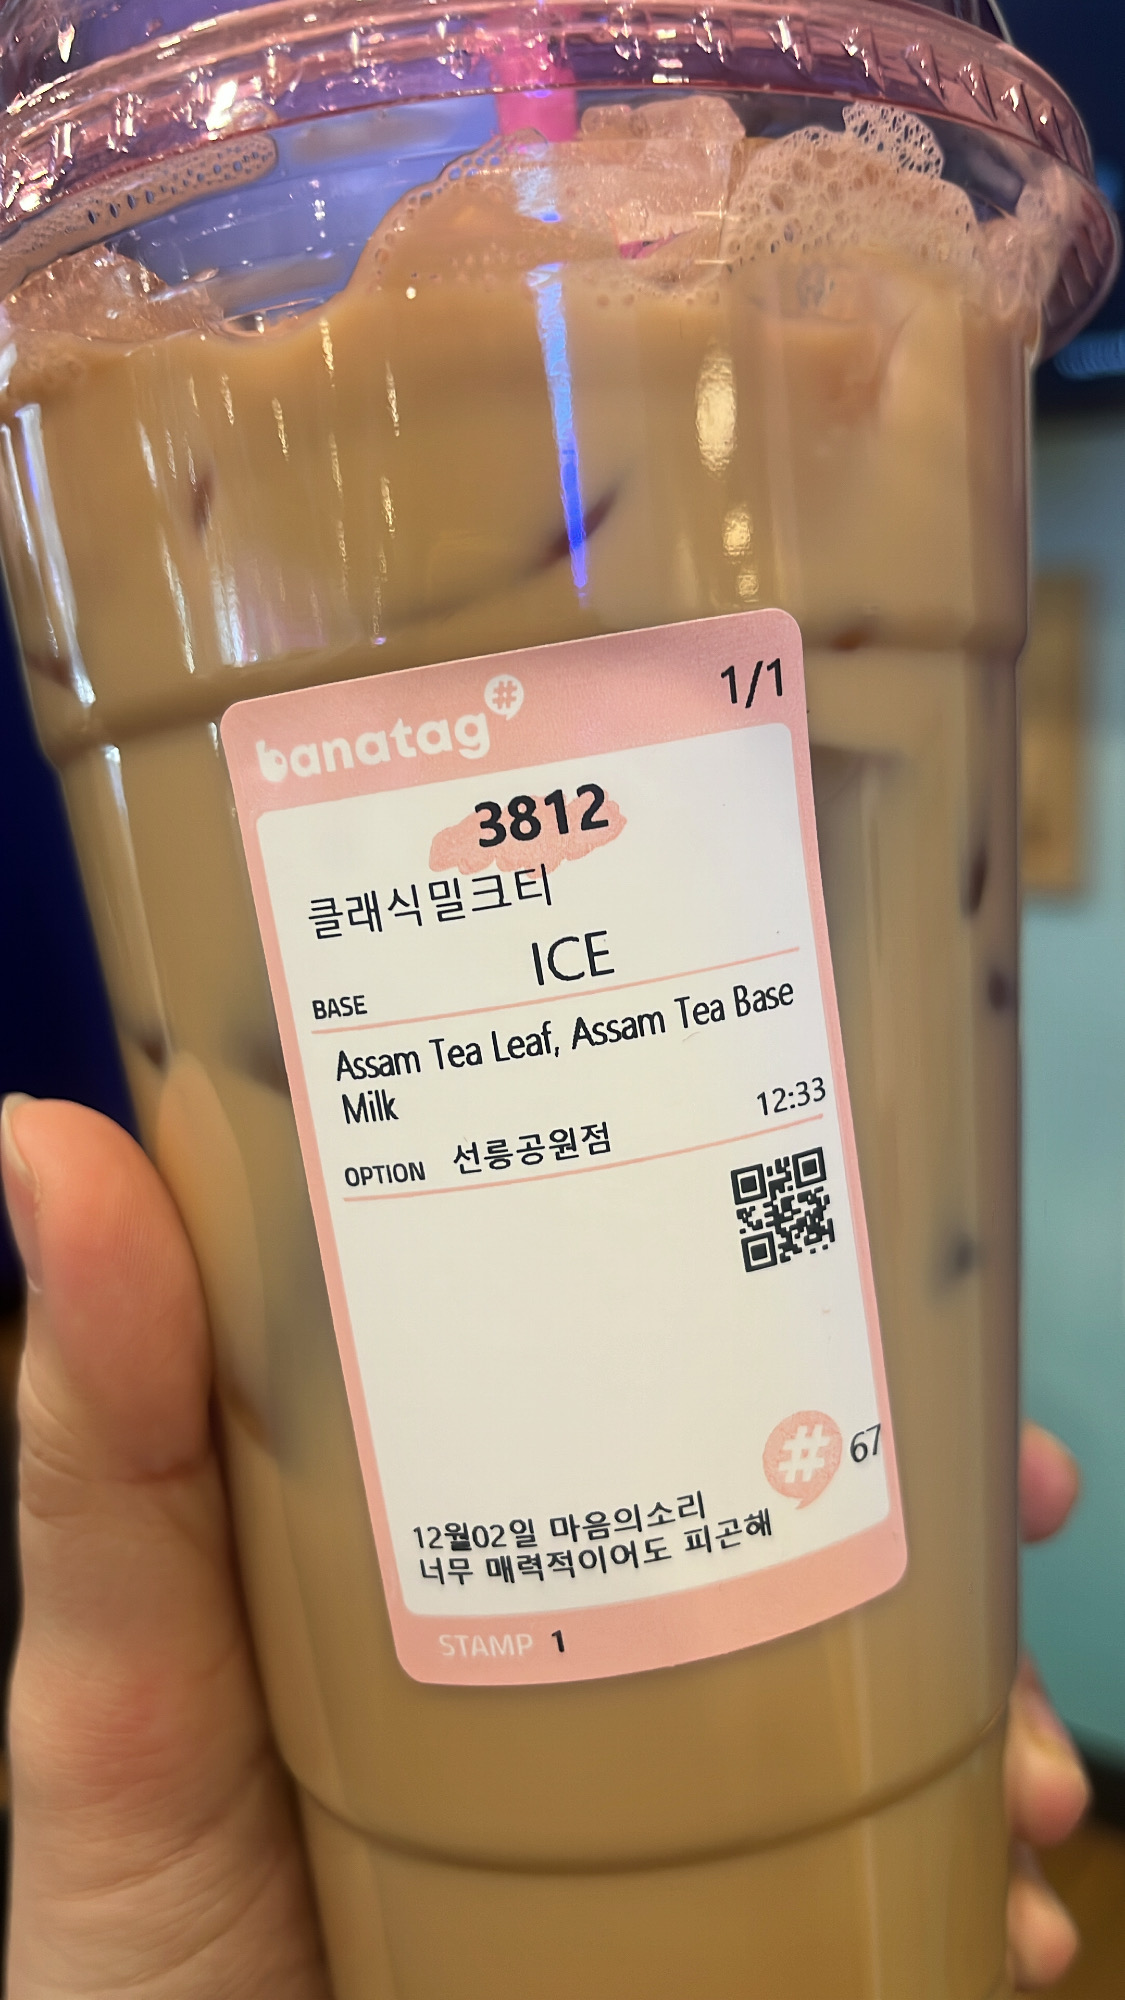 banatag#
1/1
3812
클래식밀크티
ICE
BASE
Assam Tea Leaf, Assam Tea Base
Milk
12:33
OPTION 선릉공원점
# 67
12월02일 마음의소리
너무 매력적이어도 피곤해
STAMP 1